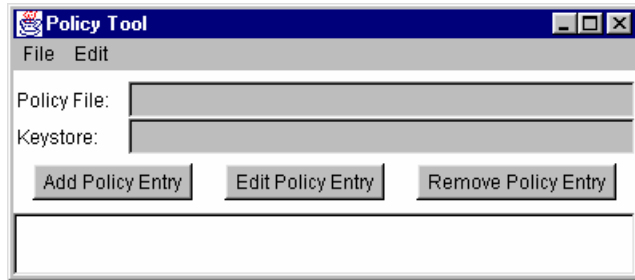 Policy Tool
File Edit
Policy File:
Keystore:
Add Policy Entry Edit Policy Entry Remove Policy Entry